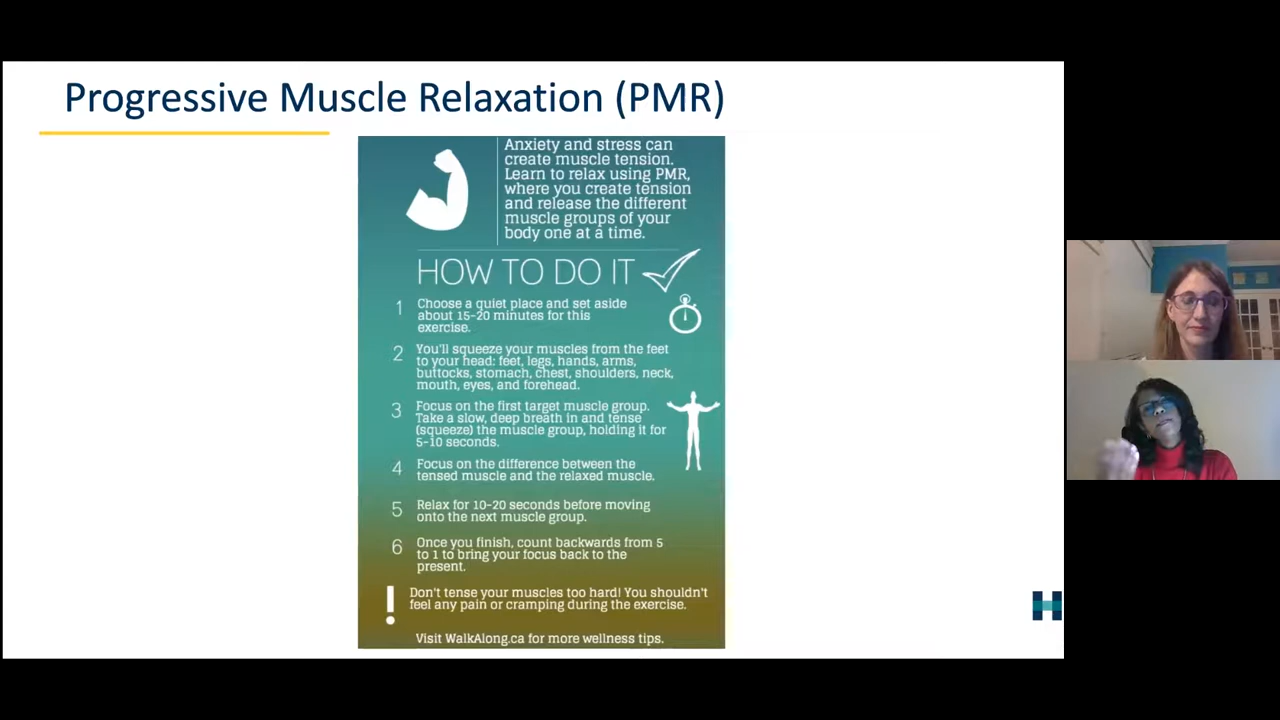 Progressive Muscle Relaxation (PMR)
Anxiety and stress can
create muscle tension.
Learn to relax using PMR,
where you create tension
and release the different
muscle groups of your
body one at a time.
HOW TO DO IT
1 Choose a quiet place and set aside
about 15-20 minutes for this
exercise.
2 You'll squeeze your muscles from the feet
to your head: feet, legs, hands, arms,
buttocks, stomach, chest, shoulders, neck,
mouth, eyes, and forehead.
3 Focus on the first target muscle group.
Take a slow, deep breath in and tense
(squeeze) the muscle group, holding it for
5-10 seconds.
4 Focus on the difference between the
tensed muscle and the relaxed muscle.
5 Relax for 10-20 seconds before moving
onto the next muscle group.
6 Once you finish, count backwards from 5
to 1 to bring your focus back to the
present.
! Don't tense your muscles too hard! You shouldn't
feel any pain or cramping during the exercise.
Visit WalkAlong.ca for more wellness tips.
H